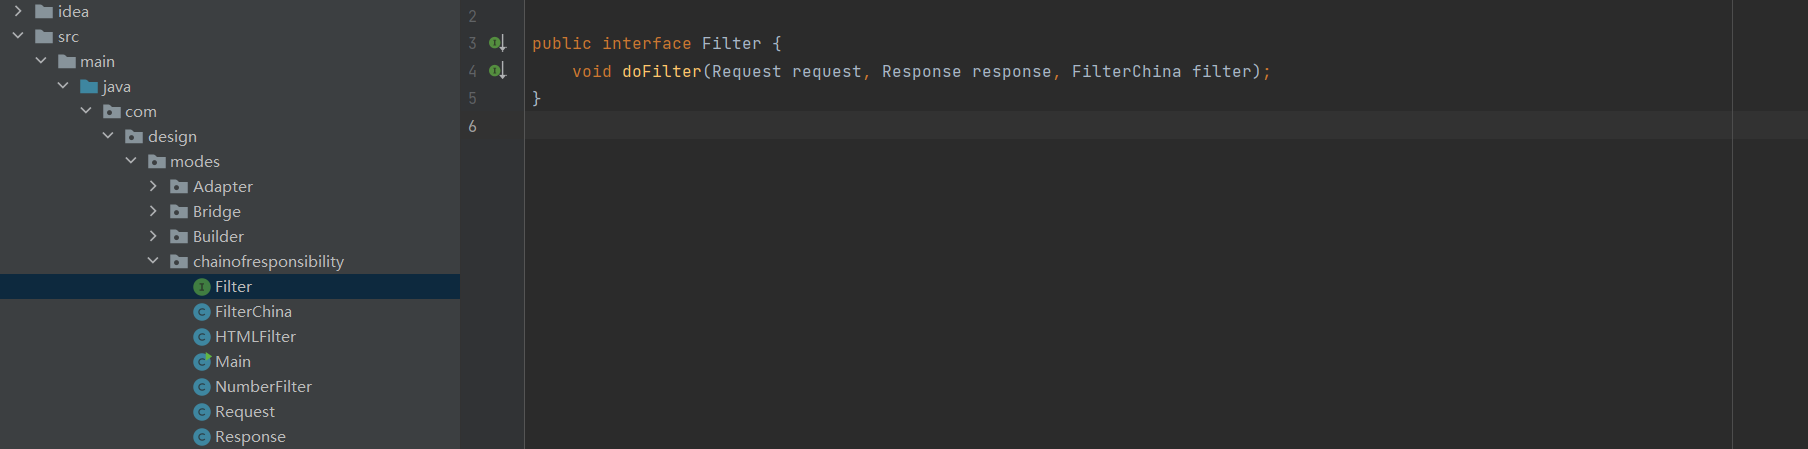 idea
src
main
java
com
design
modes
Adapter
Bridge
Builder
chainofresponsibility
Filter
FilterChina
HTMLFilter
Main
NumberFilter
Request
Response
2
3 public interface Filter {
4 void doFilter(Request request, Response response, FilterChina filter);
5 }
6